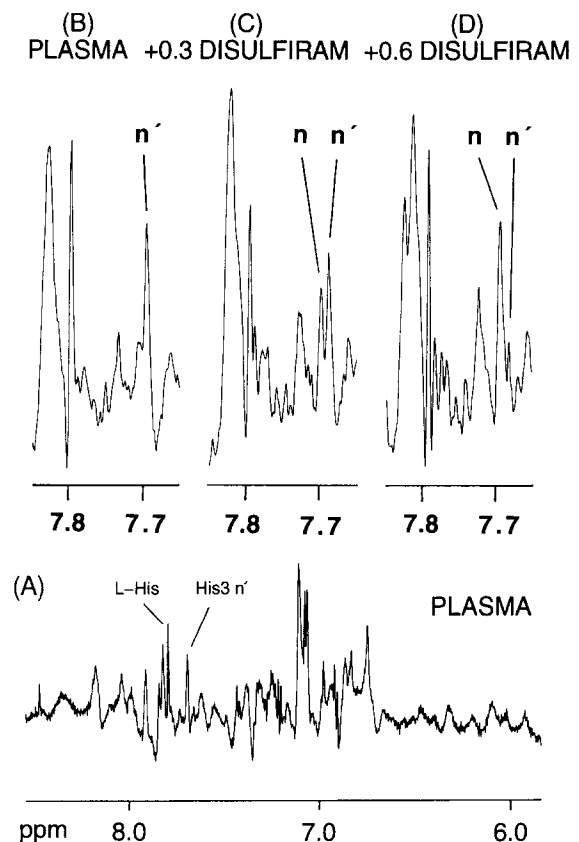 (B) (C) (D)
PLASMA +0.3 DISULFIRAM +0.6 DISULFIRAM
n´ n n´ n n´
7.8 7.7 7.8 7.7 7.8 7.7
(A)
L–His His3 n´ PLASMA
ppm 8.0 7.0 6.0